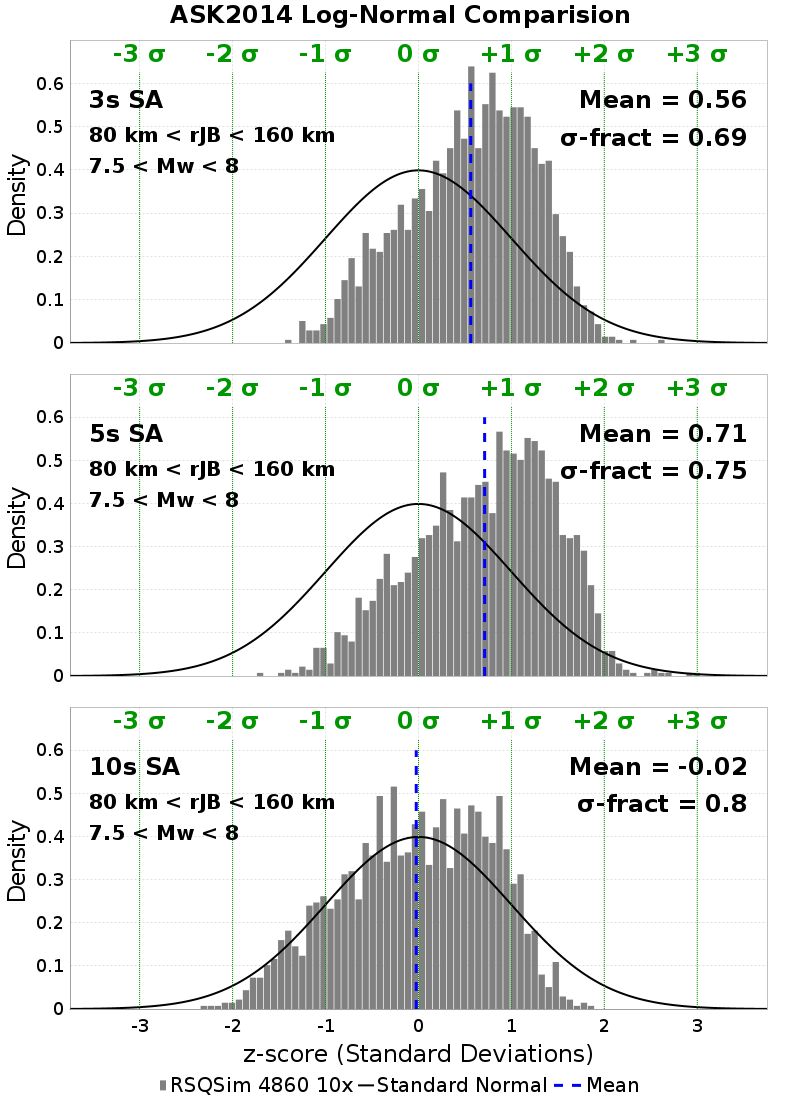 ASK2014 Log-Normal Comparision
-3 σ -2 σ -1 σ 0 σ +1 σ +2 σ +3 σ
3s SA
80 km < rJB < 160 km
7.5 < Mw < 8
Mean = 0.56
σ-fract = 0.69
Density
0.6
0.5
0.4
0.3
0.2
0.1
0
-3 σ -2 σ -1 σ 0 σ +1 σ +2 σ +3 σ
5s SA
80 km < rJB < 160 km
7.5 < Mw < 8
Mean = 0.71
σ-fract = 0.75
Density
0.6
0.5
0.4
0.3
0.2
0.1
0
-3 σ -2 σ -1 σ 0 σ +1 σ +2 σ +3 σ
10s SA
80 km < rJB < 160 km
7.5 < Mw < 8
Mean = -0.02
σ-fract = 0.8
Density
0.6
0.5
0.4
0.3
0.2
0.1
0
-3 -2 -1 0 1 2 3
z-score (Standard Deviations)
RSQSim 4860 10x Standard Normal Mean